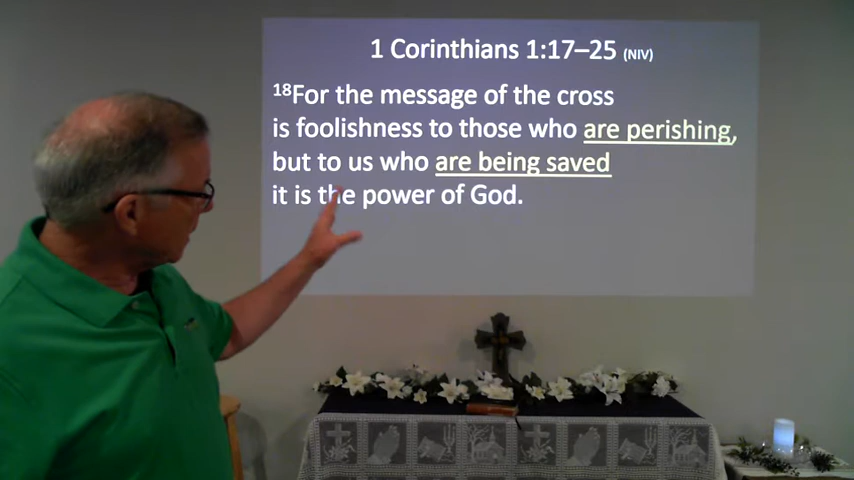 1 Corinthians 1:17–25 (NIV)
18For the message of the cross
is foolishness to those who are perishing,
but to us who are being saved
it is the power of God.